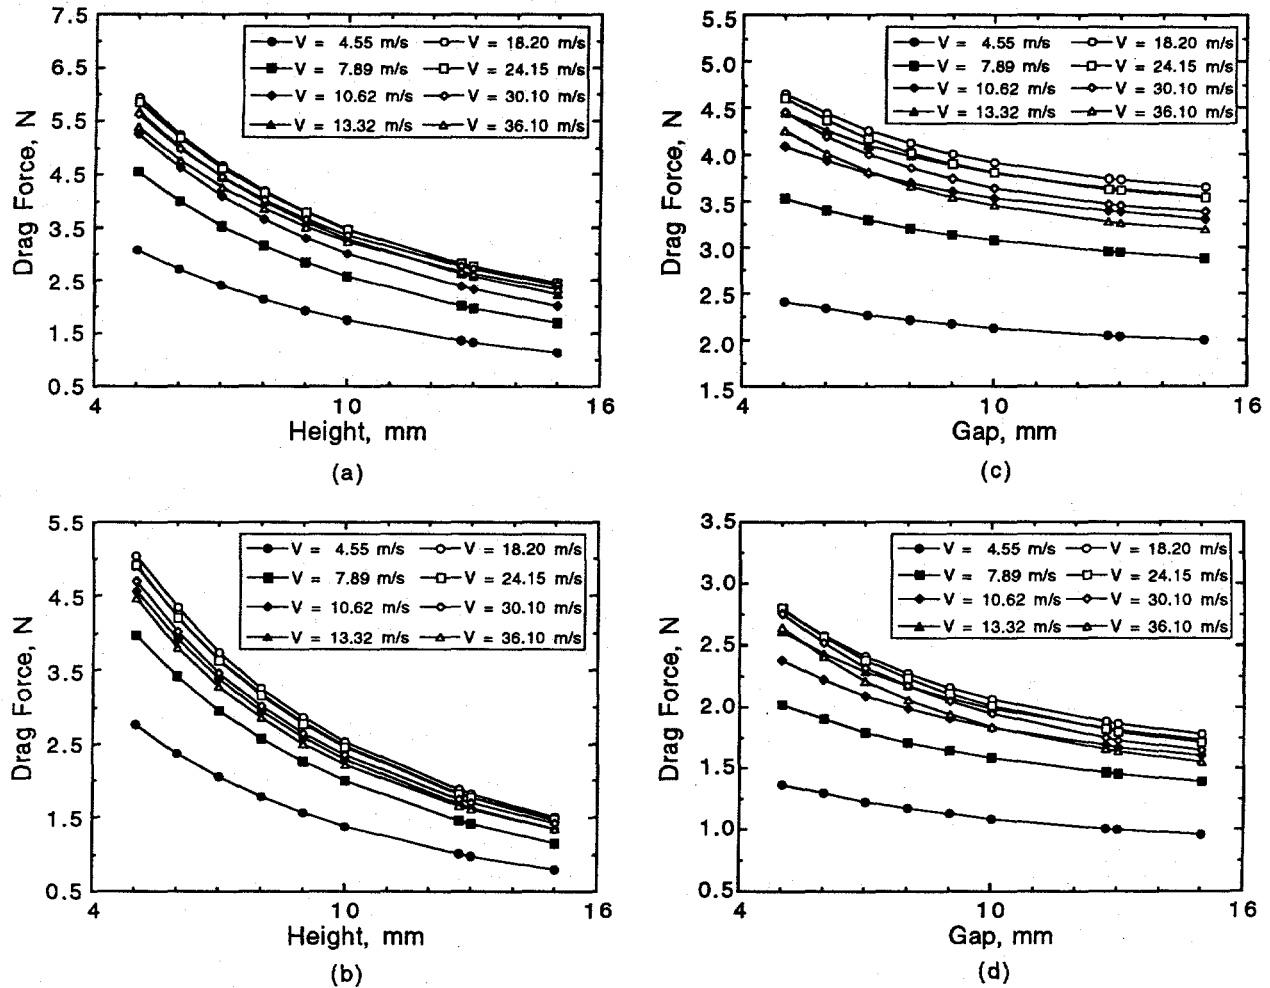 7.5
6.5
5.5
4.5
3.5
2.5
1.5
0.5
Drag Force, N
V = 4.55 m/s
V = 18.20 m/s
V = 7.89 m/s
V = 24.15 m/s
V = 10.62 m/s
V = 30.10 m/s
V = 13.32 m/s
V = 36.10 m/s
4
10
16
Height, mm
(a)
5.5
5.0
4.5
4.0
3.5
3.0
2.5
2.0
1.5
Drag Force, N
V = 4.55 m/s
V = 18.20 m/s
V = 7.89 m/s
V = 24.15 m/s
V = 10.62 m/s
V = 30.10 m/s
V = 13.32 m/s
V = 36.10 m/s
4
10
16
Gap, mm
(c)
5.5
4.5
3.5
2.5
1.5
0.5
Drag Force, N
V = 4.55 m/s
V = 18.20 m/s
V = 7.89 m/s
V = 24.15 m/s
V = 10.62 m/s
V = 30.10 m/s
V = 13.32 m/s
V = 36.10 m/s
4
10
16
Height, mm
(b)
3.5
3.0
2.5
2.0
1.5
1.0
0.5
Drag Force, N
V = 4.55 m/s
V = 18.20 m/s
V = 7.89 m/s
V = 24.15 m/s
V = 10.62 m/s
V = 30.10 m/s
V = 13.32 m/s
V = 36.10 m/s
4
10
16
Gap, mm
(d)